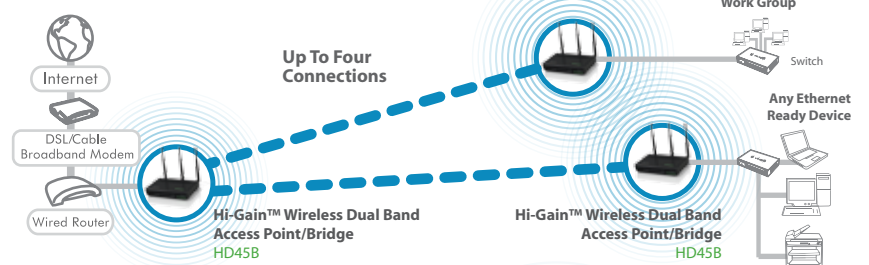 Work Group
Up To Four
Connections
Switch
Internet
Any Ethernet
Ready Device
DSL/Cable
Broadband Modem
Wired Router
Hi-Gain™ Wireless Dual Band
Access Point/Bridge
HD45B
Hi-Gain™ Wireless Dual Band
Access Point/Bridge
HD45B